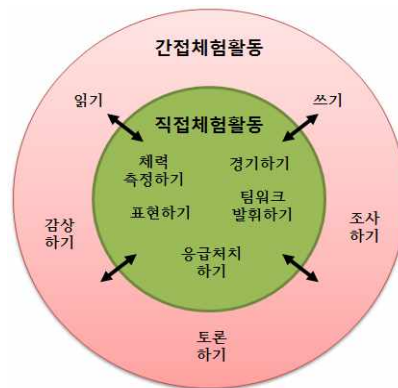 간접체험활동
읽기
쓰기
직접체험활동
체력
측정하기
경기하기
표현하기
팀워크
발휘하기
감상
하기
조사
하기
응급처치
하기
토론
하기